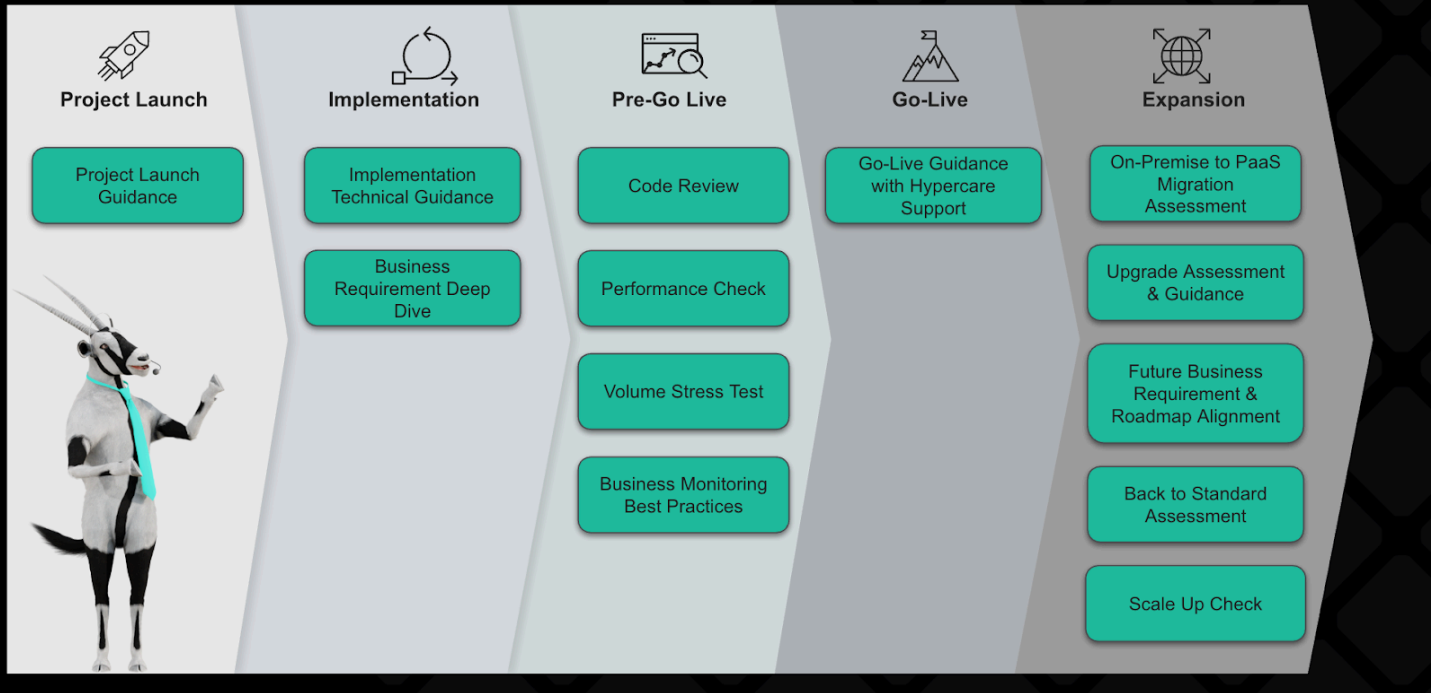 Project Launch
Project Launch
Guidance
Implementation
Implementation
Technical Guidance
Business
Requirement Deep
Dive
Pre-Go Live
Code Review
Performance Check
Volume Stress Test
Business Monitoring
Best Practices
Go-Live
Go-Live Guidance
with Hypercare
Support
Expansion
On-Premise to PaaS
Migration
Assessment
Upgrade Assessment
& Guidance
Future Business
Requirement &
Roadmap Alignment
Back to Standard
Assessment
Scale Up Check